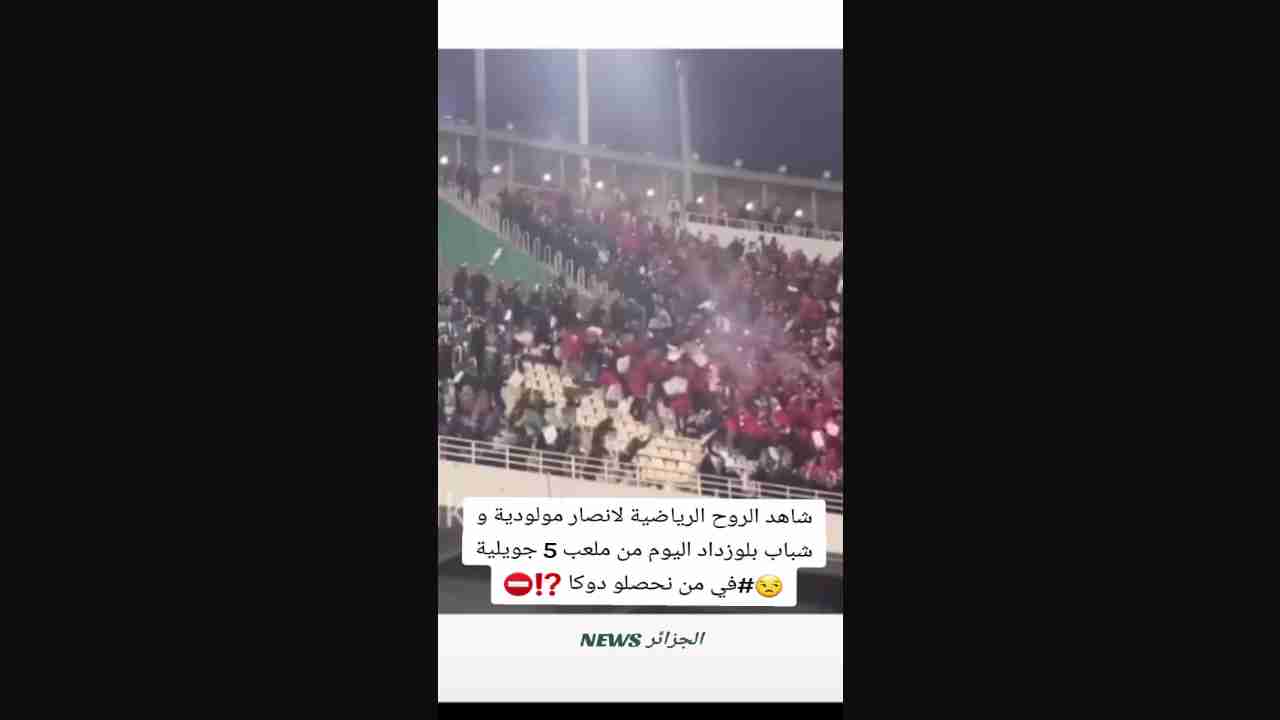 شاهد الروح الرياضية لانصار مولودية و
شباب بلوزداد اليوم من ملعب 5 جويلية
😒#في من نحصلو دوكا ⁉️⛔
الجزائر NEWS